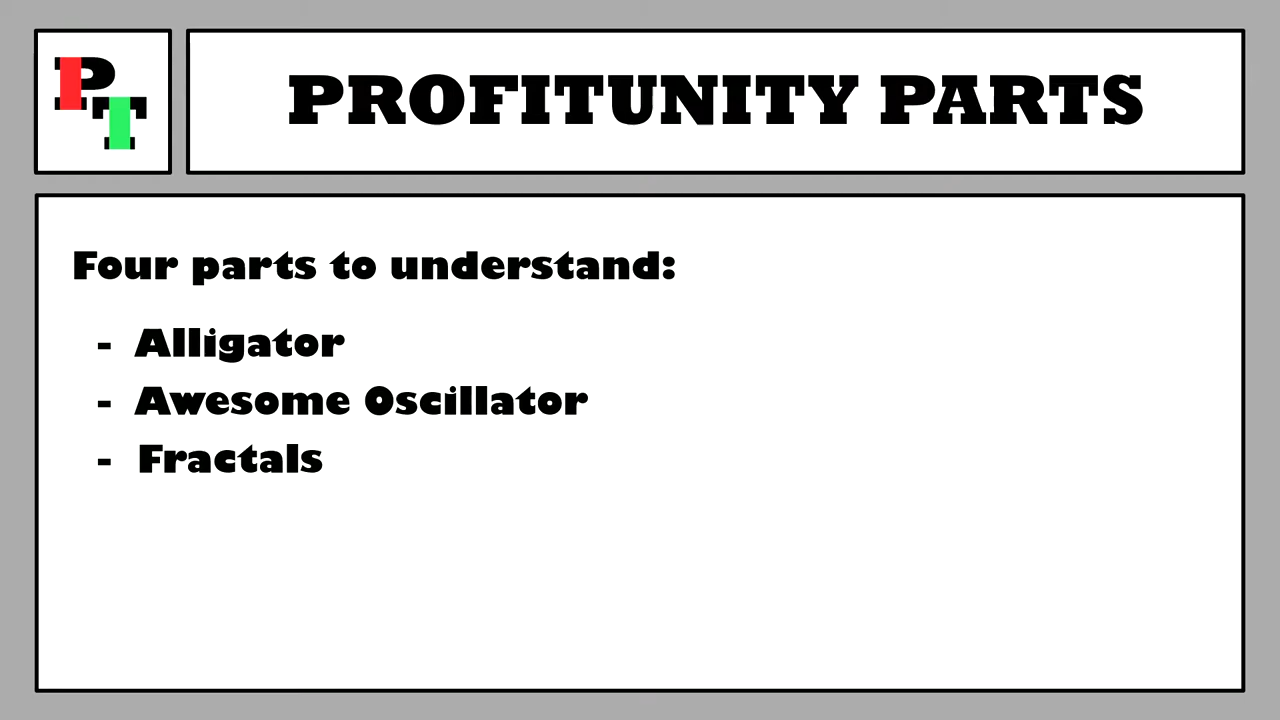 PT
PROFITUNITY PARTS
Four parts to understand:
- Alligator
- Awesome Oscillator
- Fractals